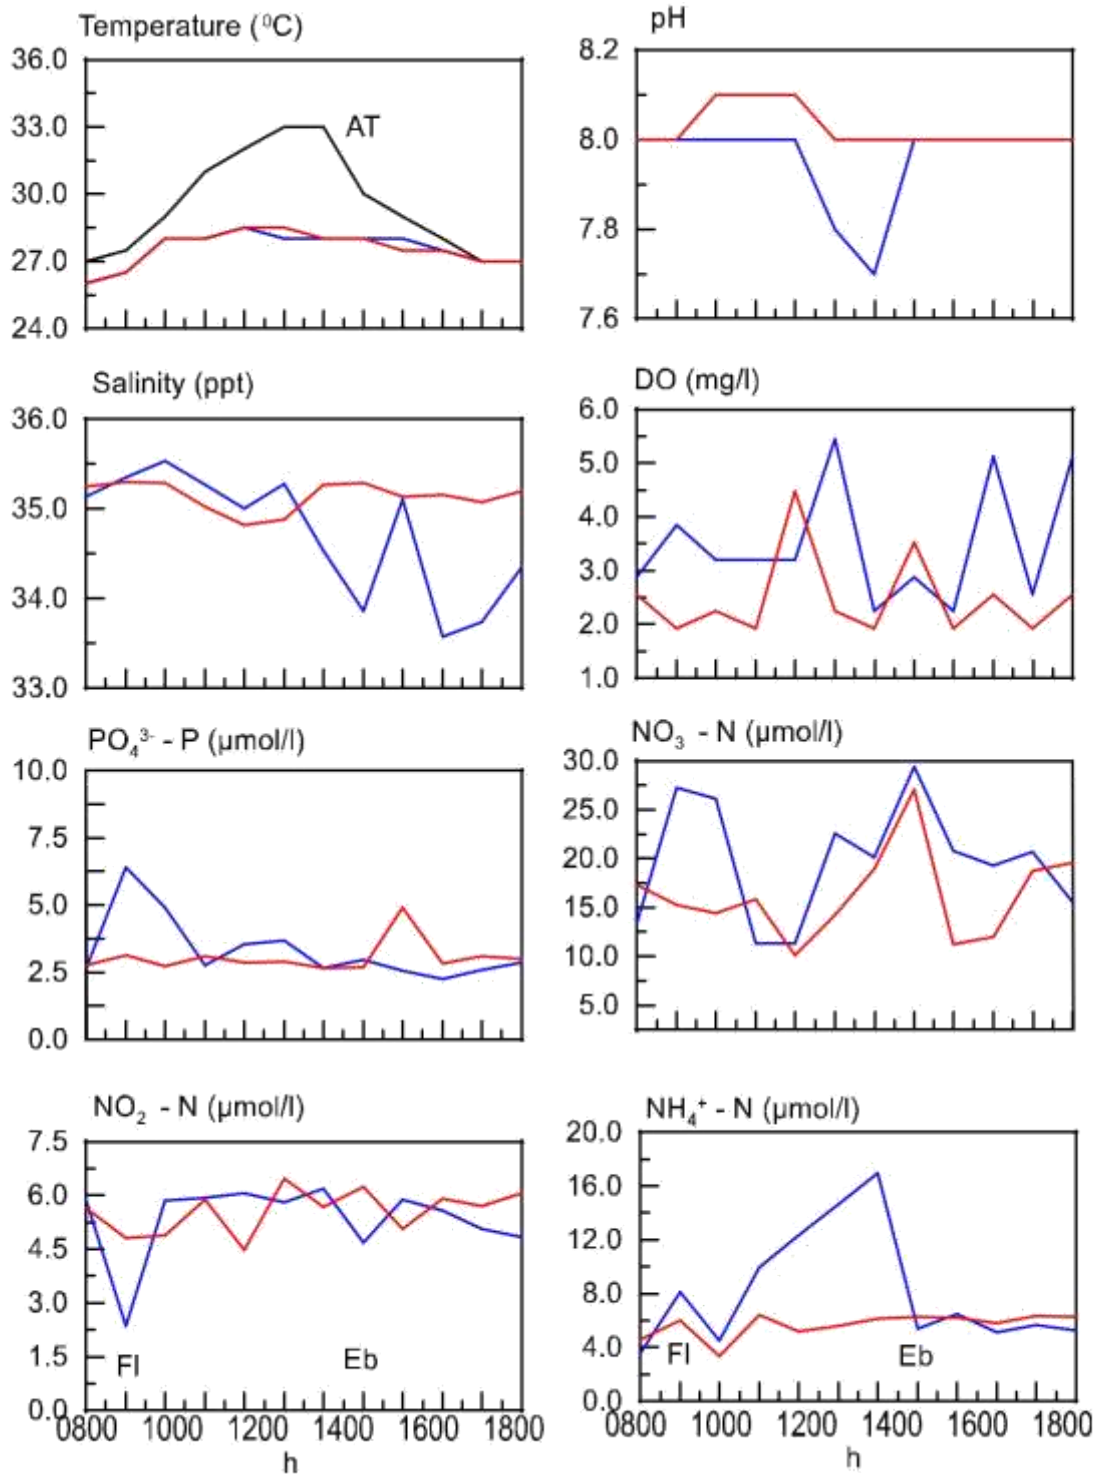 Temperature (⁰C)
36.0
33.0
30.0
27.0
24.0
AT
pH
8.2
8.0
7.8
7.6
Salinity (ppt)
36.0
35.0
34.0
33.0
DO (mg/l)
6.0
5.0
4.0
3.0
2.0
1.0
PO₄³⁻ - P (µmol/l)
10.0
7.5
5.0
2.5
0.0
NO₃ - N (µmol/l)
30.0
25.0
20.0
15.0
10.0
5.0
NO₂ - N (µmol/l)
7.5
6.0
4.5
3.0
1.5
0.0
Fl Eb
0800 1000 1200 1400 1600 1800
h
NH₄⁺ - N (µmol/l)
20.0
16.0
12.0
8.0
4.0
0.0
Fl Eb
0800 1000 1200 1400 1600 1800
h